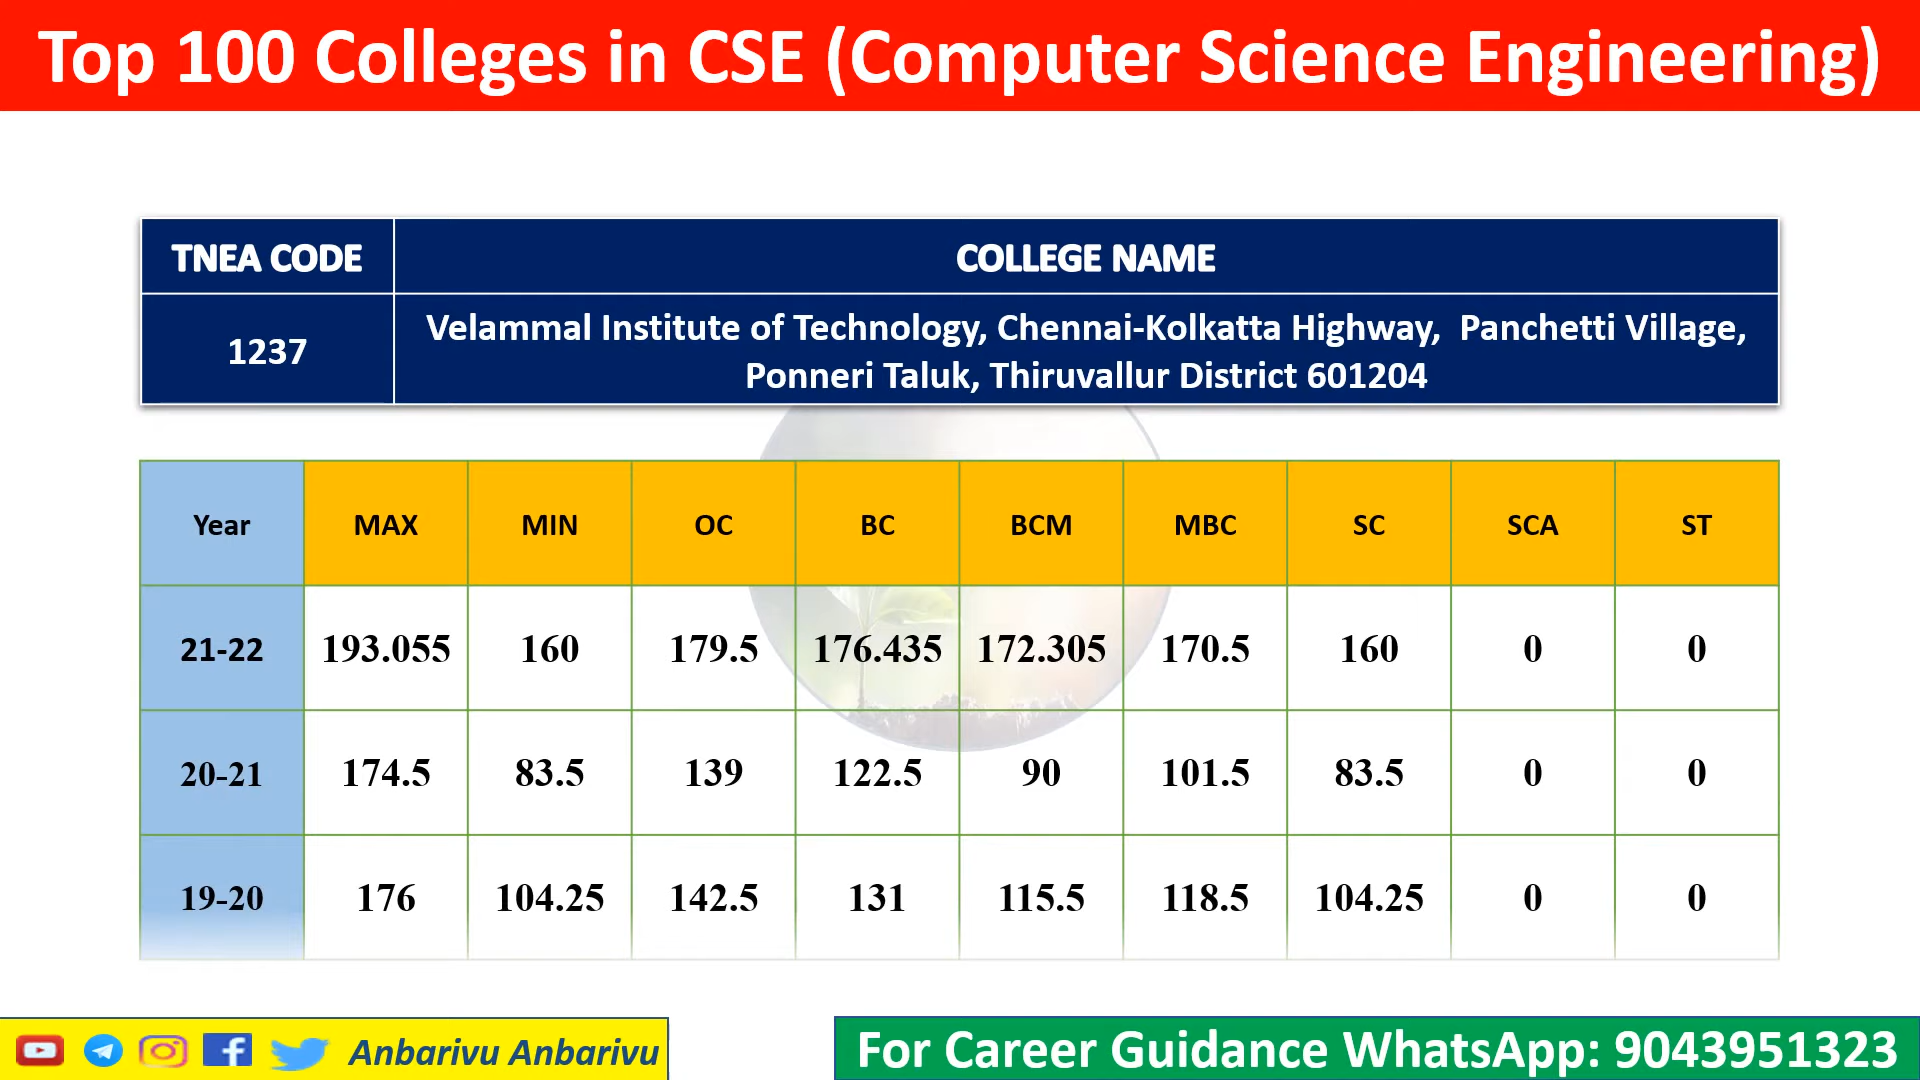 Top 100 Colleges in CSE (Computer Science Engineering)
TNEA CODE COLLEGE NAME
1237 Velammal Institute of Technology, Chennai-Kolkatta Highway, Panchetti Village,
Ponneri Taluk, Thiruvallur District 601204
Year MAX MIN OC BC BCM MBC SC SCA ST
21-22 193.055 160 179.5 176.435 172.305 170.5 160 0 0
20-21 174.5 83.5 139 122.5 90 101.5 83.5 0 0
19-20 176 104.25 142.5 131 115.5 118.5 104.25 0 0
Anbarivu Anbarivu
For Career Guidance WhatsApp: 9043951323